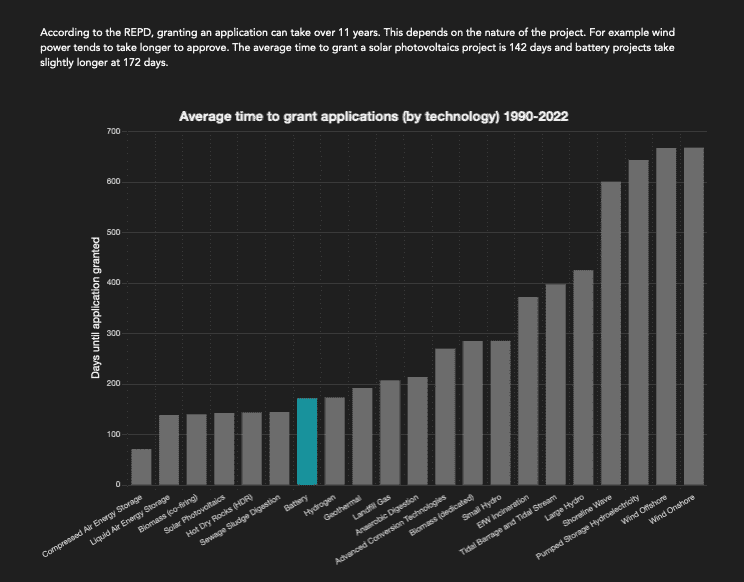 According to the REPD, granting an application can take over 11 years. This depends on the nature of the project. For example wind
power tends to take longer to approve. The average time to grant a solar photovoltaics project is 142 days and battery projects take
slightly longer at 172 days.
Average time to grant applications (by technology) 1990-2022
Days until application granted
700
600
500
400
300
200
100
0
Compressed Air Energy Storage
Liquid Air Energy Storage
Biomass (co-firing)
Solar Photovoltaics
Hot Dry Rocks (HDR)
Sewage Sludge Digestion
Battery
Hydrogen
Geothermal
Landfill Gas
Anaerobic Digestion
Advanced Conversion Technologies
Biomass (dedicated)
Small Hydro
EfW Incineration
Tidal Barrage and Tidal Stream
Large Hydro
Shoreline Wave
Pumped Storage Hydroelectricity
Wind Offshore
Wind Onshore